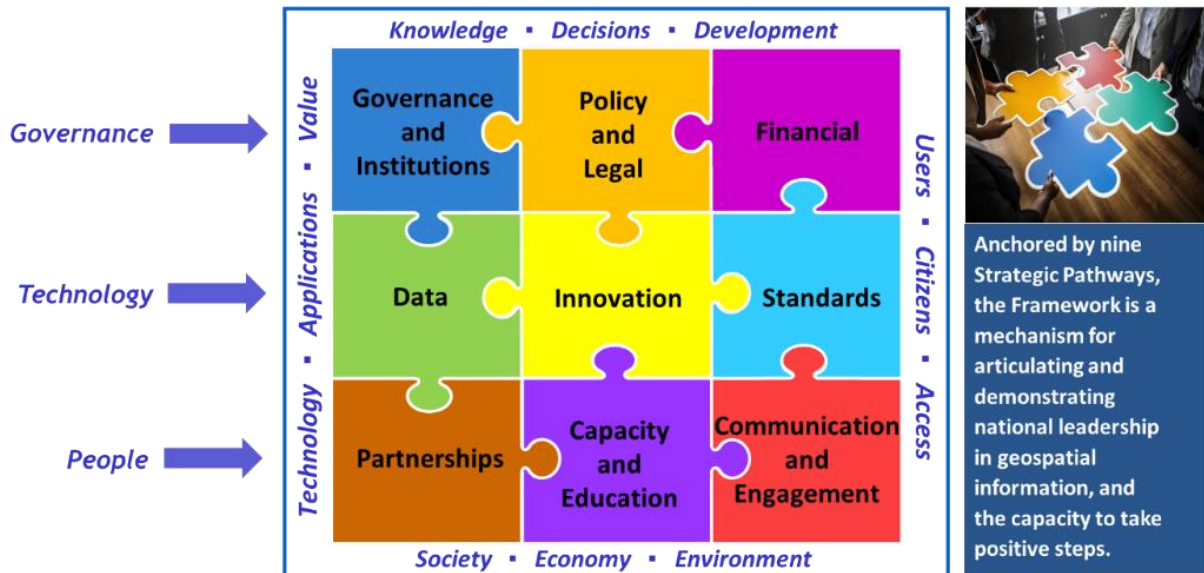 Knowledge ▪ Decisions ▪ Development
Governance
Technology
People
Technology ▪ Applications ▪ Value
Governance
and
Institutions
Policy
and
Legal
Financial
Data
Innovation
Standards
Partnerships
Capacity
and
Education
Communication
and
Engagement
Users ▪ Citizens ▪ Access
Society ▪ Economy ▪ Environment
Anchored by nine
Strategic Pathways,
the Framework is a
mechanism for
articulating and
demonstrating
national leadership
in geospatial
information, and
the capacity to take
positive steps.